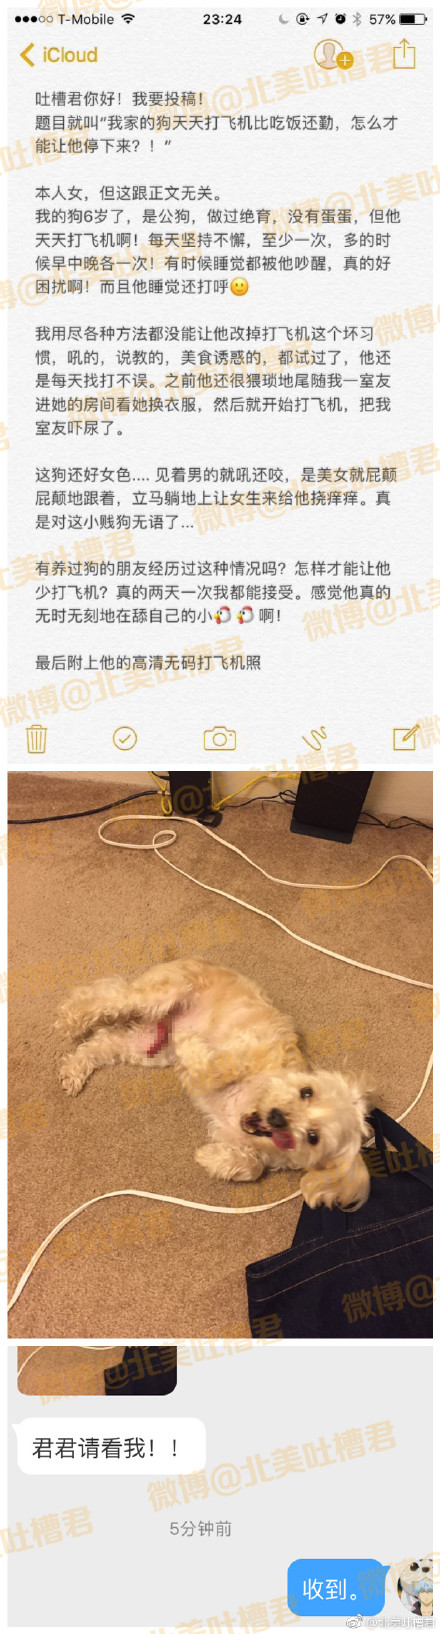 ●●●○○ T-Mobile 23:24 57%
iCloud
吐槽君你好！我要投稿！
题目就叫“我家的狗天天打飞机比吃饭还勤，怎么才
能让他停下来？！”
本人女，但这跟正文无关。
我的狗6岁了，是公狗，做过绝育，没有蛋蛋，但他
天天打飞机啊！每天坚持不懈，至少一次，多的时
候早中晚各一次！有时候睡觉都被他吵醒，真的好
困扰啊！而且他睡觉还打呼🙂
我用尽各种方法都没能让他改掉打飞机这个坏习
惯，吼的，说教的，美食诱惑的，都试过了，他还
是每天找打不误。之前他还很猥琐地尾随我一室友
进她的房间看她换衣服，然后就开始打飞机，把我
室友吓尿了。
这狗还好女色.... 见着男的就吼还咬，是美女就屁颠
屁颠地跟着，立马躺地上让女生来给他挠痒痒。真
是对这小贱狗无语了...
有养过狗的朋友经历过这种情况吗？怎样才能让他
少打飞机？真的两天一次我都能接受。感觉他真的
无时无刻地在舔自己的小🐔🐔啊！
最后附上他的高清无码打飞机照
君君请看我！！
5分钟前
收到。
微博@北美吐槽君
@北美吐槽君